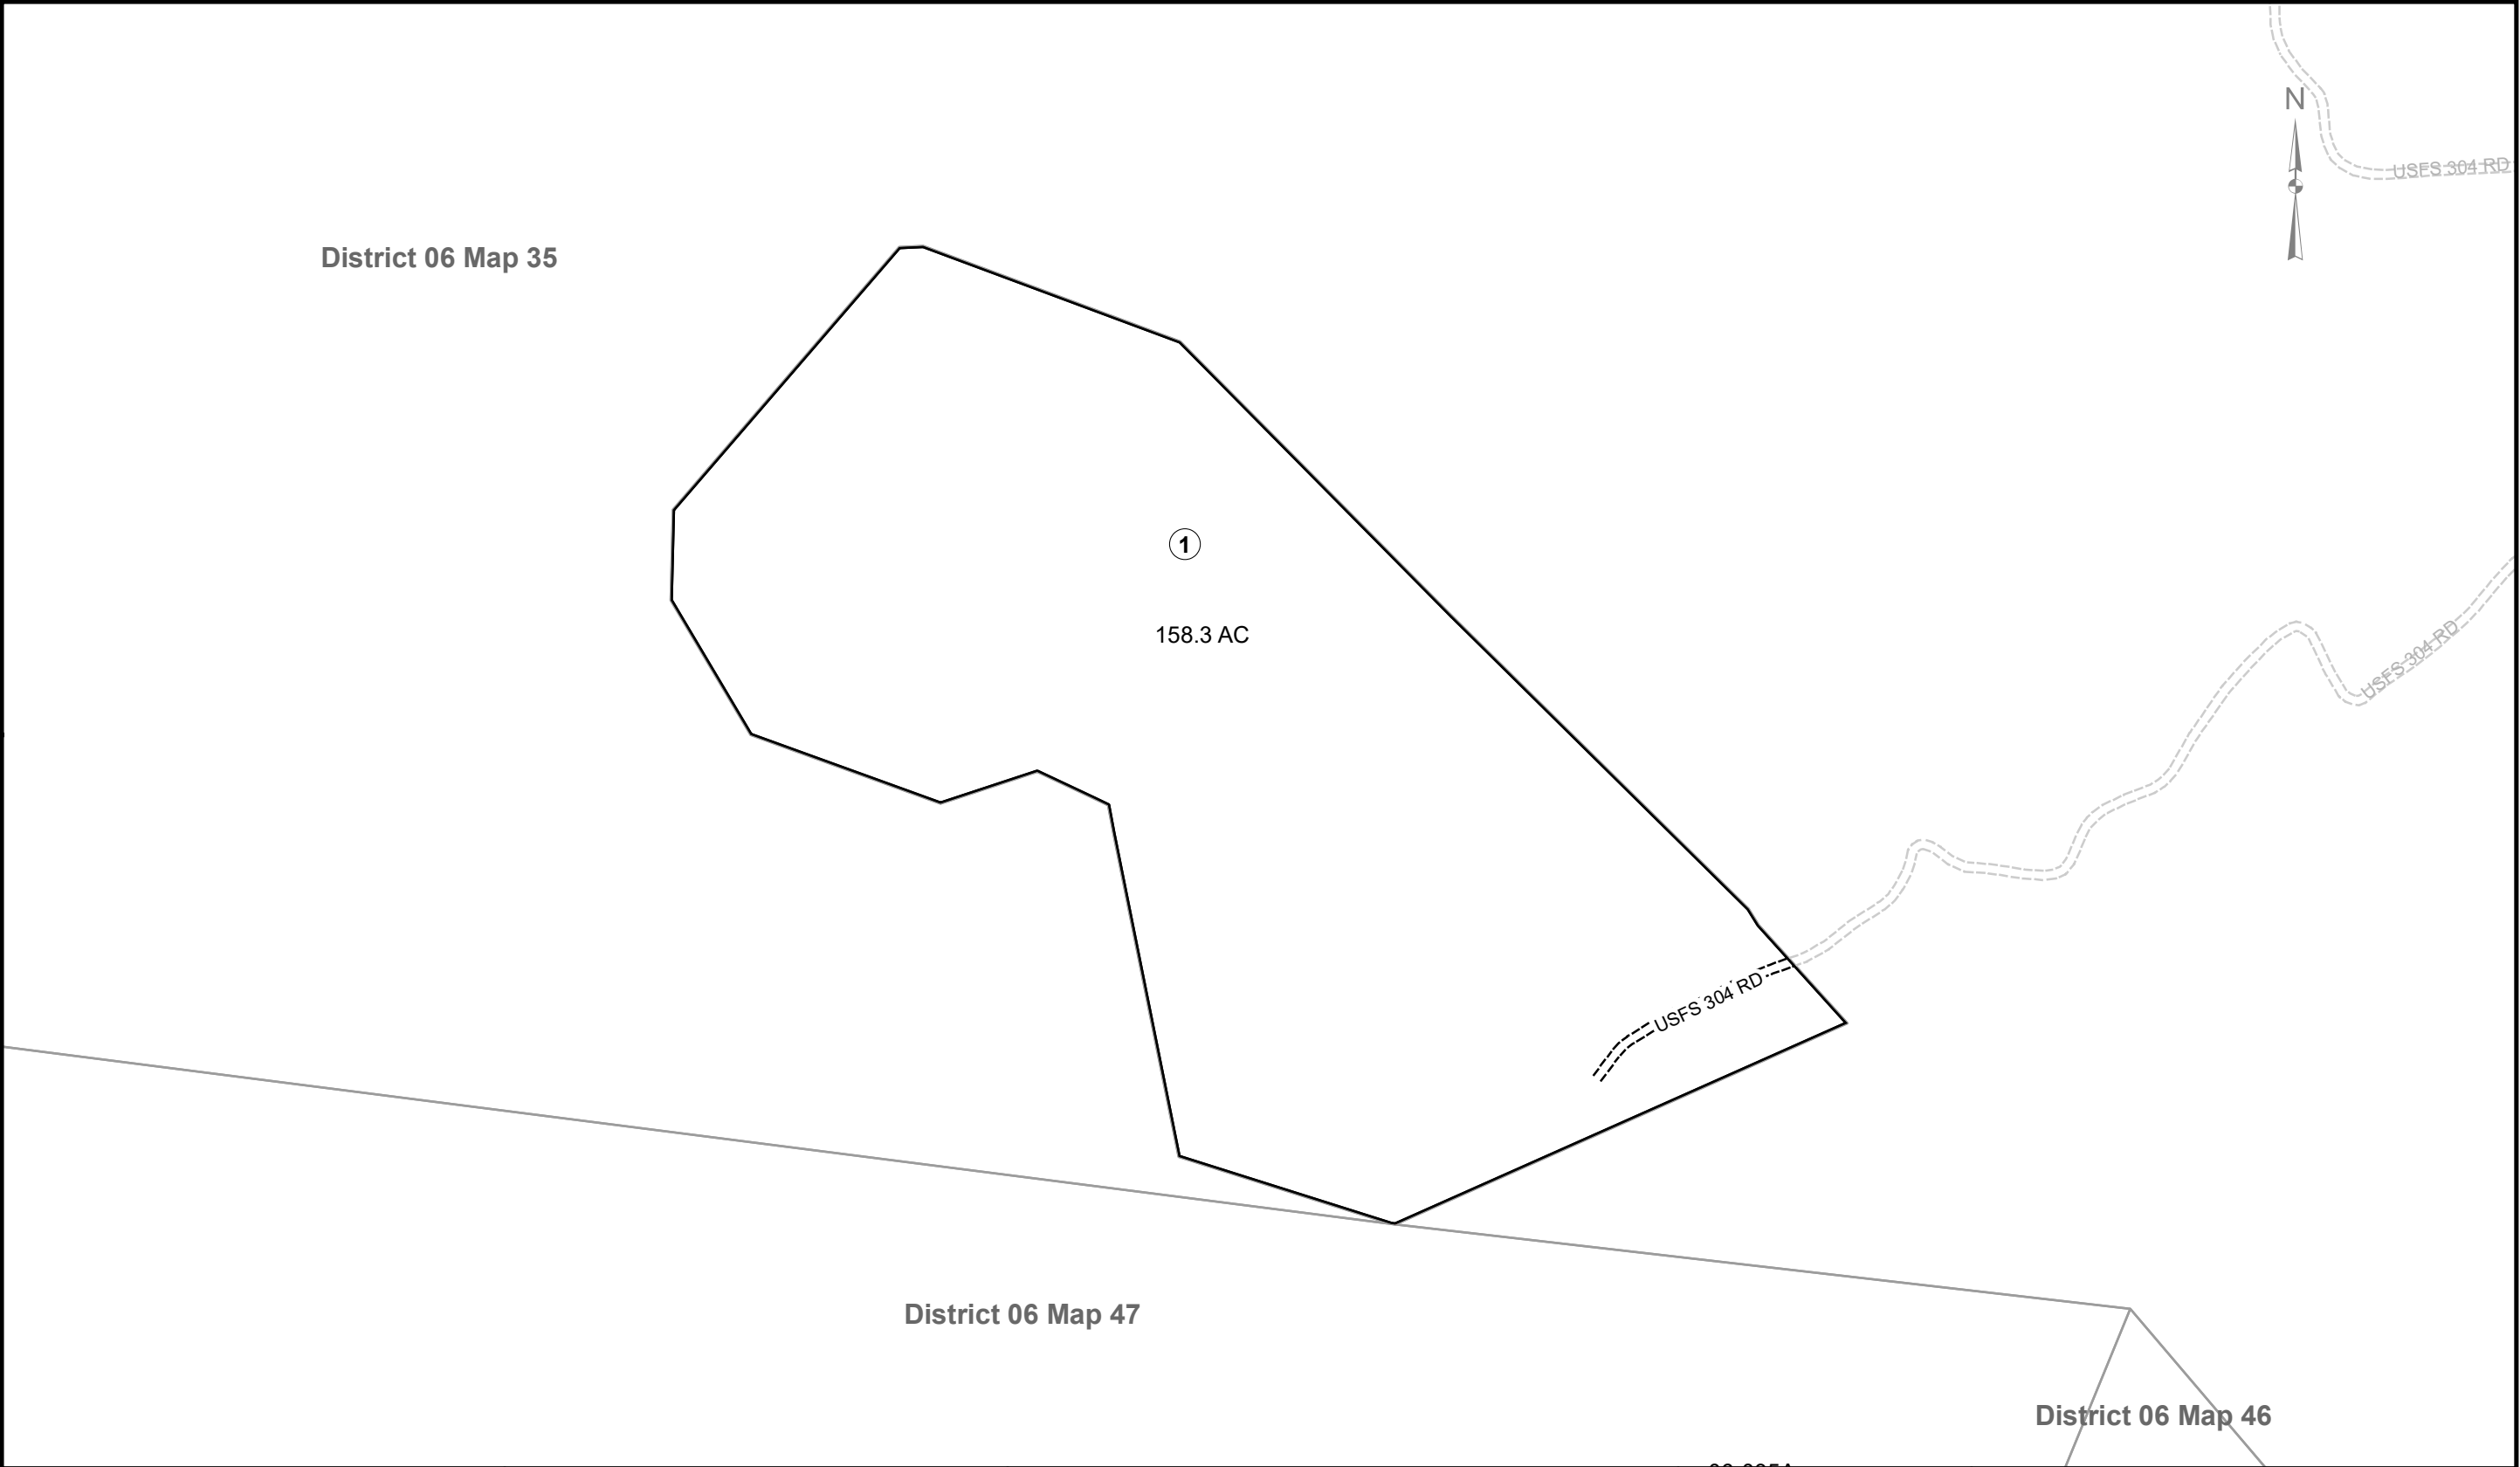 N
USFS 304 RD
District 06 Map 35
1
158.3 AC
USFS 304 RD
USFS 304 RD
District 06 Map 47
District 06 Map 46